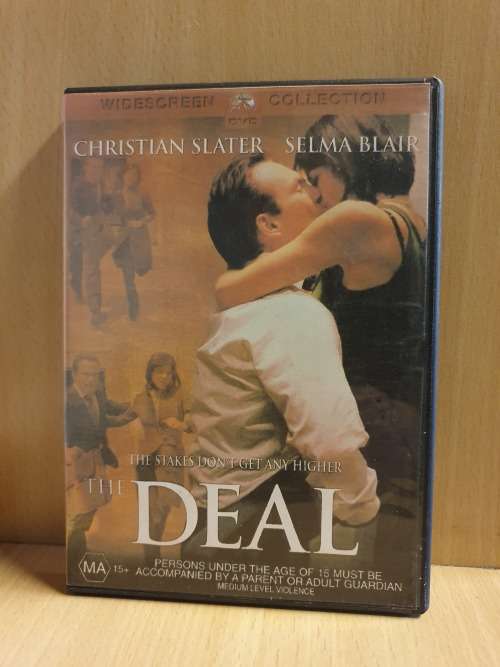 WIDESCREEN COLLECTION
DVD
CHRISTIAN SLATER SELMA BLAIR
THE STAKES DON'T GET ANY HIGHER
THE DEAL
MA 15+
PERSONS UNDER THE AGE OF 15 MUST BE
ACCOMPANIED BY A PARENT OR ADULT GUARDIAN
MEDIUM LEVEL VIOLENCE